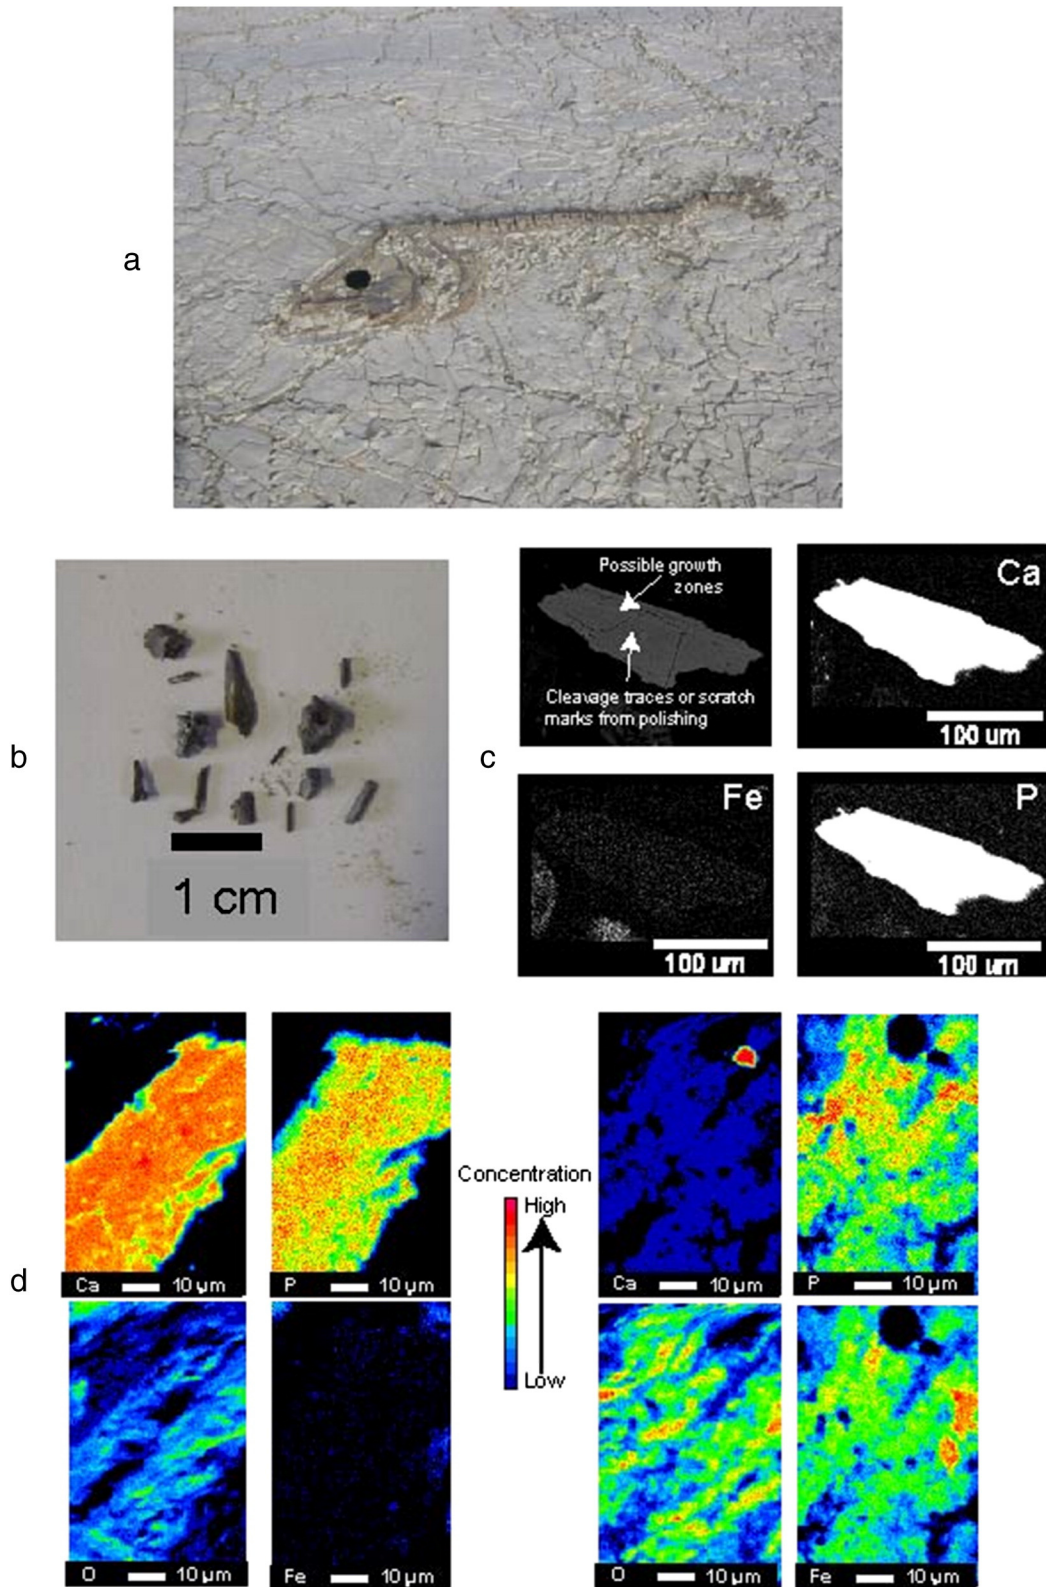 a
b
1 cm
c
Possible growth
zones
Cleavage traces or scratch
marks from polishing
Ca
100 um
Fe
100 um
P
100 um
d
Ca 10 µm
P 10 µm
Concentration
High
Low
Ca 10 µm
P 10 µm
O 10 µm
Fe 10 µm
O 10 µm
Fe 10 µm